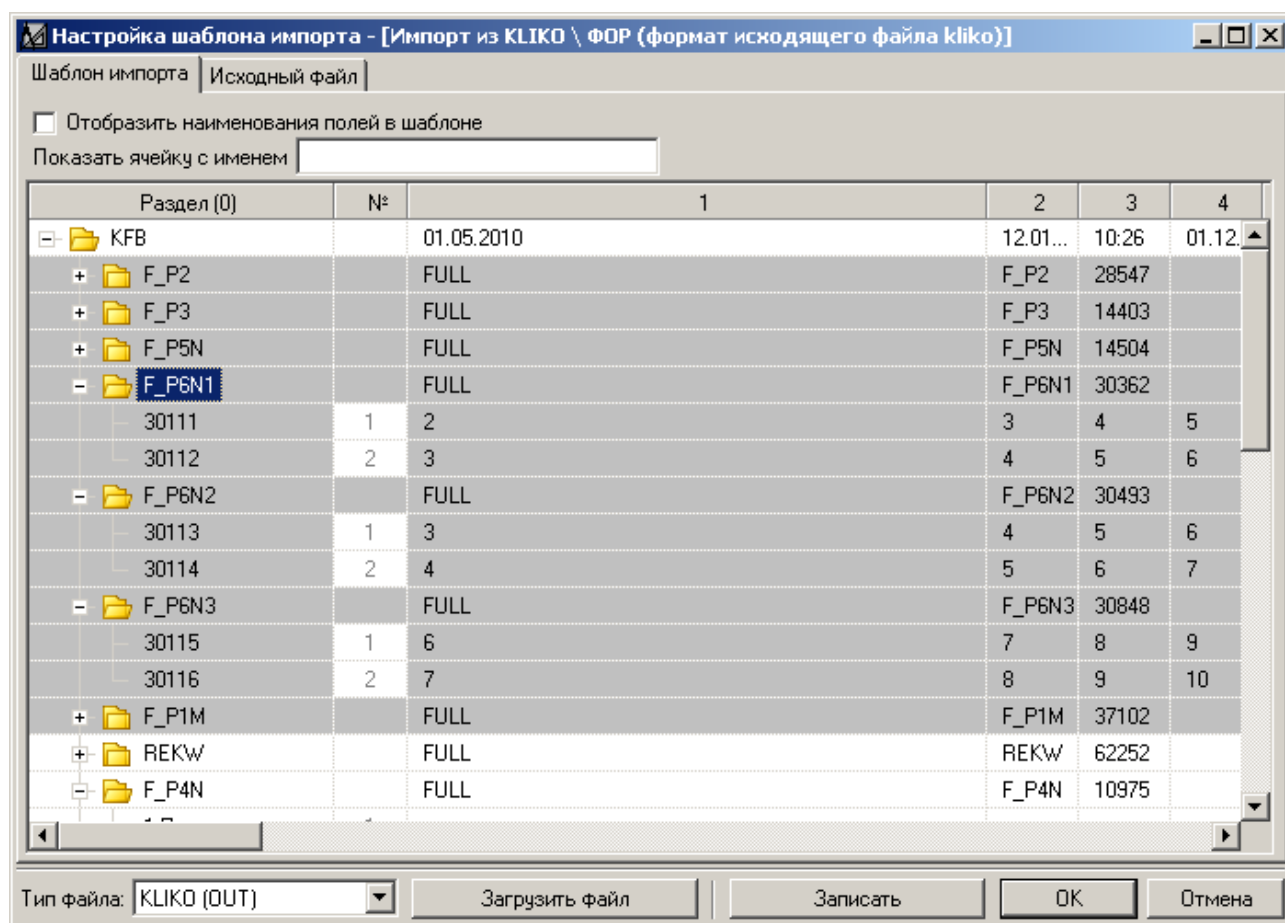 Настройка шаблона импорта - [Импорт из KLIKO \ ФОР (формат исходящего файла kliko)]
Шаблон импорта Исходный файл
Отобразить наименования полей в шаблоне
Показать ячейку с именем
Раздел (0) № 1 2 3 4
KFB 01.05.2010 12.01... 10:26 01.12.
F_P2 FULL F_P2 28547
F_P3 FULL F_P3 14403
F_P5N FULL F_P5N 14504
F_P6N1 FULL F_P6N1 30362
30111 1 2 3 4 5
30112 2 3 4 5 6
F_P6N2 FULL F_P6N2 30493
30113 1 3 4 5 6
30114 2 4 5 6 7
F_P6N3 FULL F_P6N3 30848
30115 1 6 7 8 9
30116 2 7 8 9 10
F_P1M FULL F_P1M 37102
REKW FULL REKW 62252
F_P4N FULL F_P4N 10975
Тип файла: KLIKO (OUT) Загрузить файл Записать OK Отмена